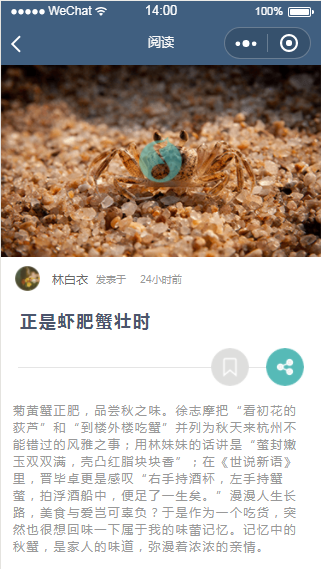 WeChat 14:00 100%
阅读
林白衣 发表于 24小时前
正是虾肥蟹壮时
菊黄蟹正肥，品尝秋之味。徐志摩把“看初花的
荻芦”和“到楼外楼吃蟹”并列为秋天来杭州不
能错过的风雅之事；用林妹妹的话讲是“螯封嫩
玉双双满，壳凸红脂块块香”；在《世说新语》
里，晋毕卓更是感叹“右手持酒杯，左手持蟹
螯，拍浮酒船中，便足了一生矣。”漫漫人生长
路，美食与爱岂可辜负？于是作为一个吃货，突
然也很想回味一下属于我的味蕾记忆。记忆中的
秋蟹，是家人的味道，弥漫着浓浓的亲情。